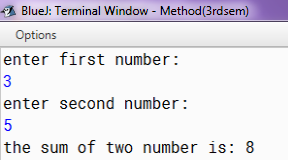 BlueJ: Terminal Window - Method(3rdsem)
Options
enter first number:
3
enter second number:
5
the sum of two number is: 8